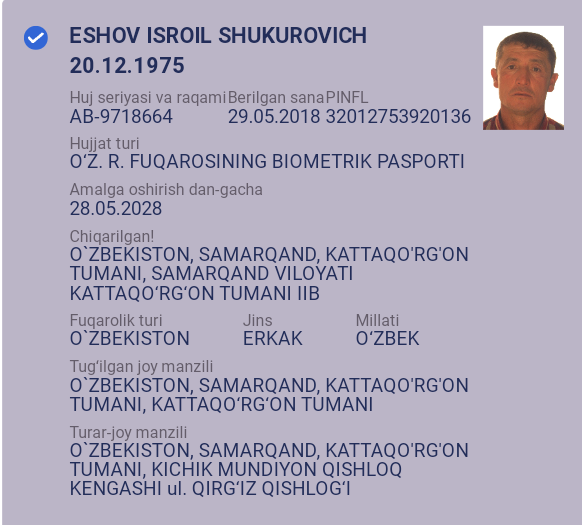 ESHOV ISROIL SHUKUROVICH
20.12.1975
Huj seriyasi va raqami Berilgan sana PINFL
AB-9718664 29.05.2018 32012753920136
Hujjat turi
O‘Z. R. FUQAROSINING BIOMETRIK PASPORTI
Amalga oshirish dan-gacha
28.05.2028
Chiqarilgan!
O`ZBEKISTON, SAMARQAND, KATTAQO'RG'ON
TUMANI, SAMARQAND VILOYATI
KATTAQO‘RG‘ON TUMANI IIB
Fuqarolik turi Jins Millati
O`ZBEKISTON ERKAK O‘ZBEK
Tug‘ilgan joy manzili
O`ZBEKISTON, SAMARQAND, KATTAQO'RG'ON
TUMANI, KATTAQO‘RG‘ON TUMANI
Turar-joy manzili
O`ZBEKISTON, SAMARQAND, KATTAQO'RG'ON
TUMANI, KICHIK MUNDIYON QISHLOQ
KENGASHI ul. QIRG‘IZ QISHLOG‘I